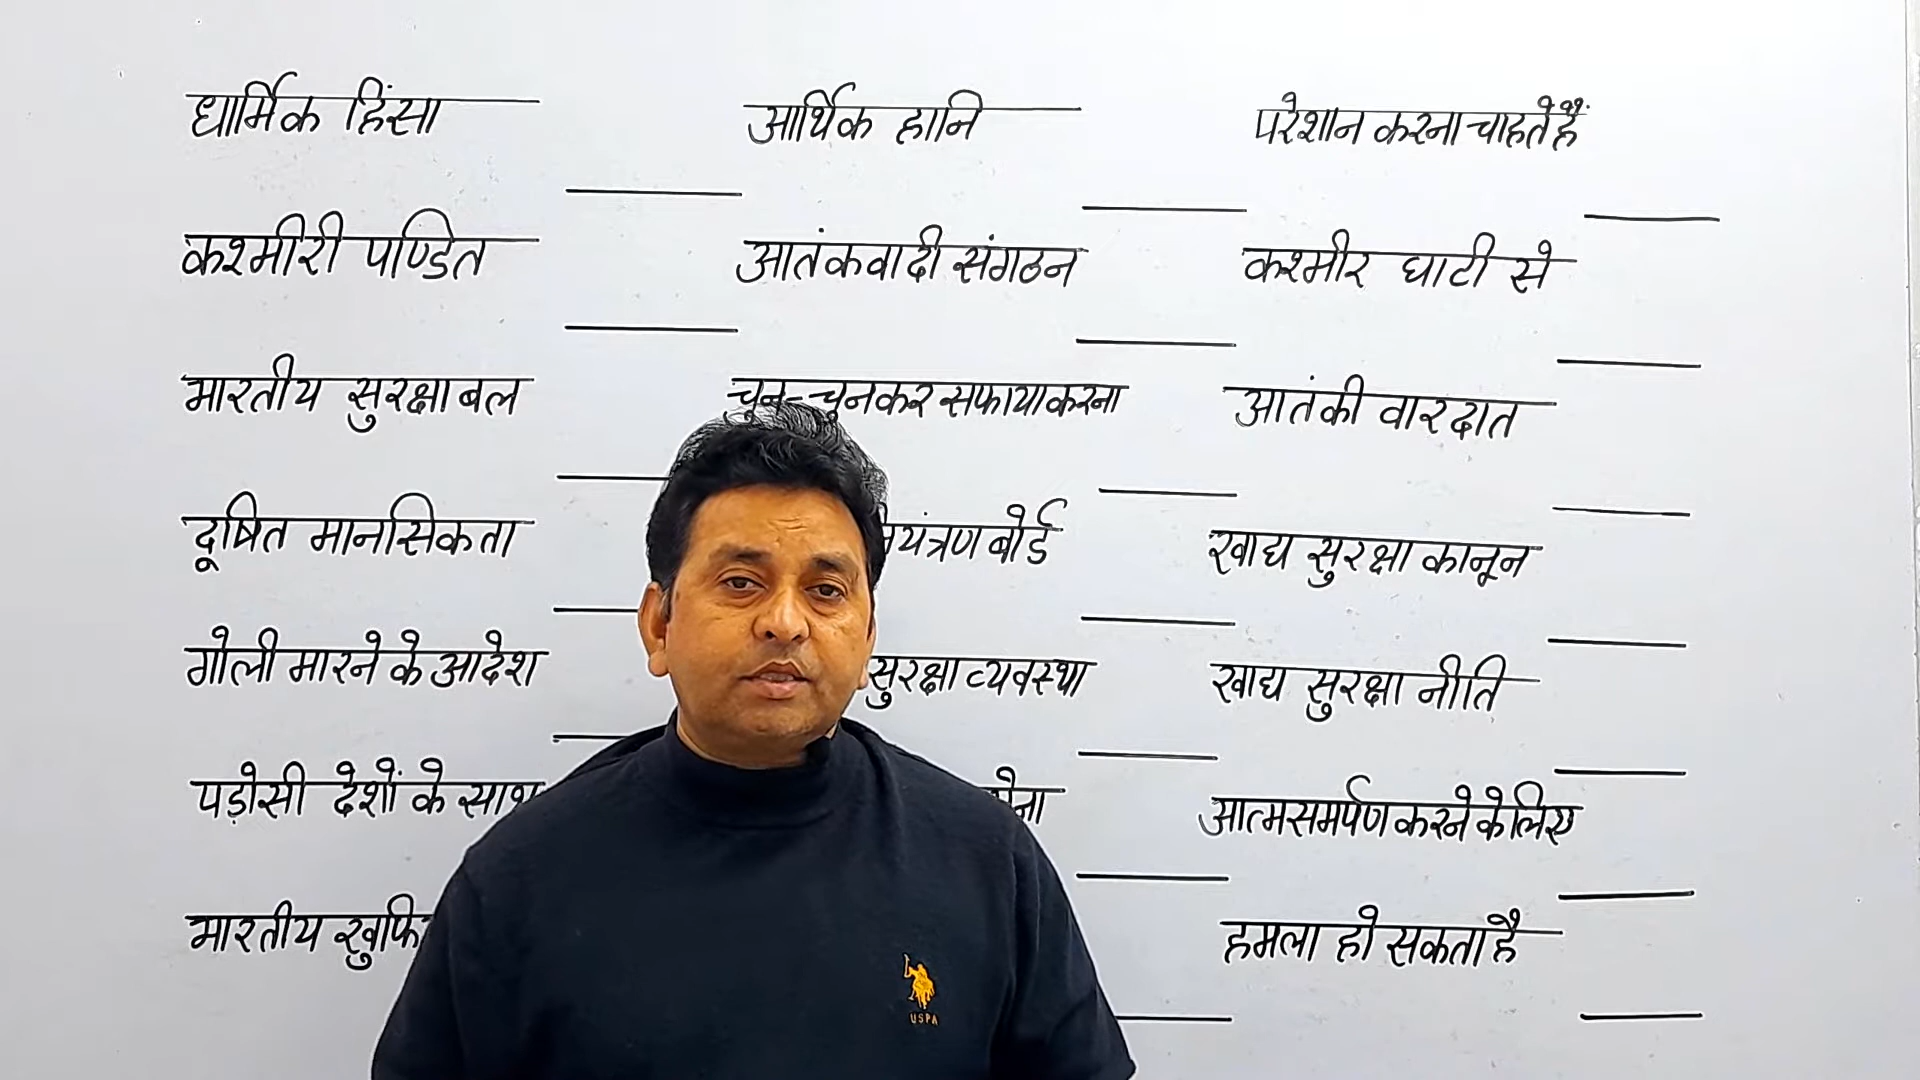 धार्मिक हिंसा
आर्थिक हानि
परेशान करना चाहते हैं
कश्मीरी पण्डित
आतंकवादी संगठन
कश्मीर घाटी से
भारतीय सुरक्षा बल
चुन-चुनकर सफाया करना
आतंकी वारदात
दूषित मानसिकता
बोर्ड
खाद्य सुरक्षा कानून
गोली मारने के आदेश
सुरक्षा व्यवस्था
खाद्य सुरक्षा नीति
पड़ोसी देशों के साथ
आत्मसमर्पण करने के लिए
भारतीय
हमला हो सकता है
USPA